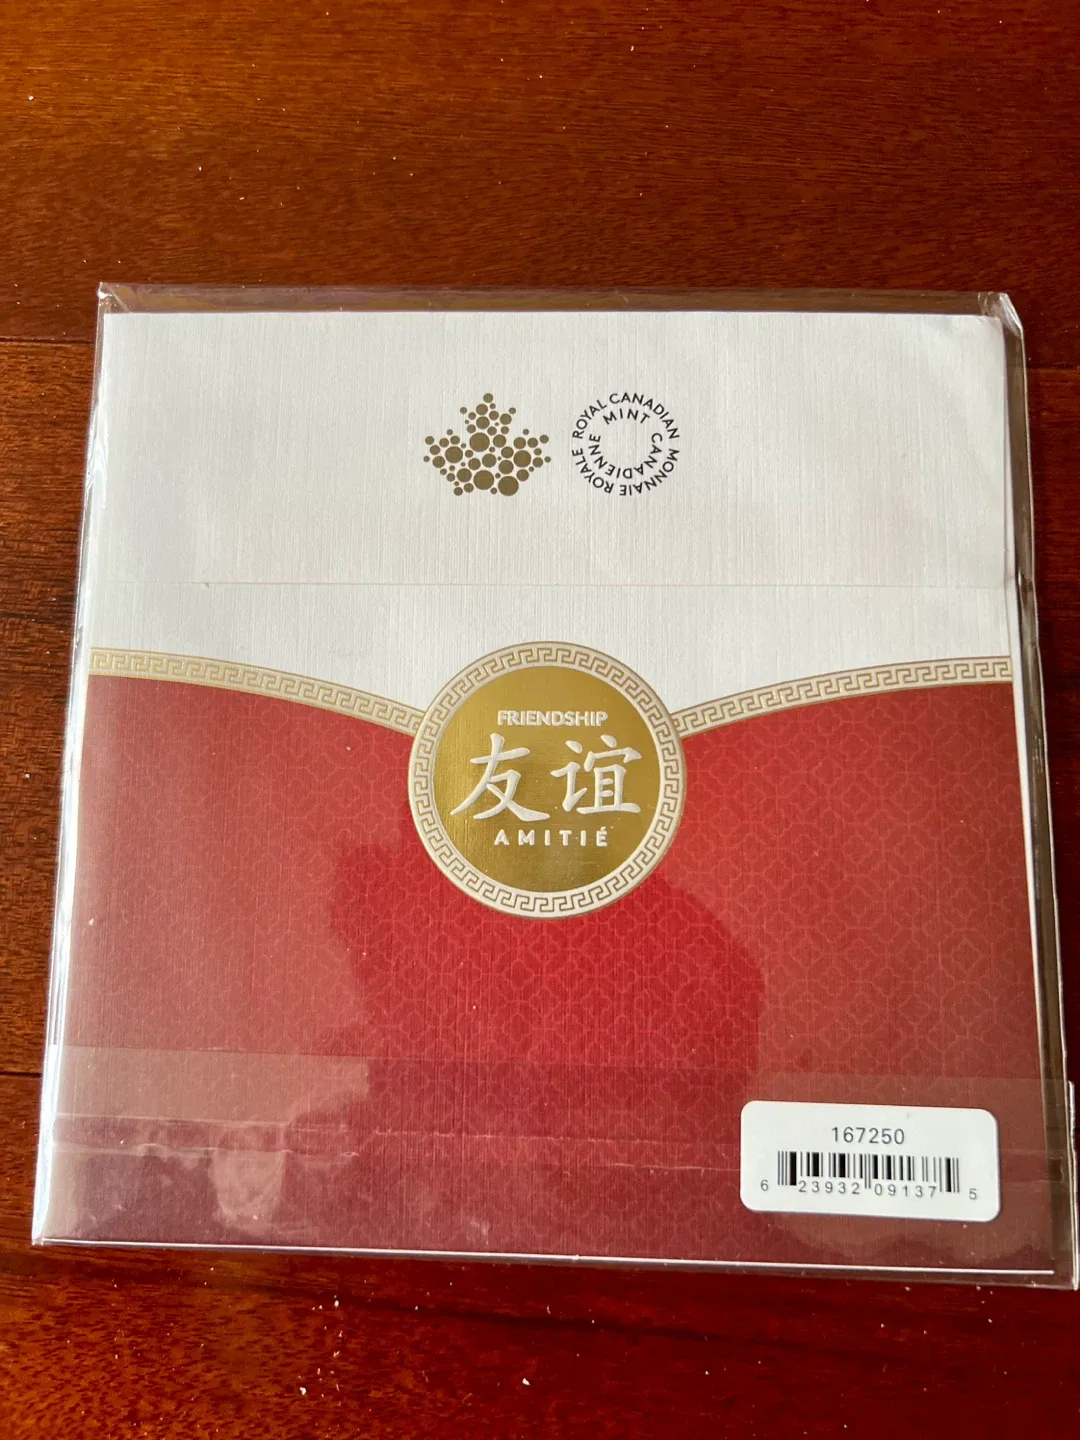 ROYAL CANADIAN MINT
MONNAIE ROYALE CANADIENNE
FRIENDSHIP
友谊
AMITIÉ
167250
6 23932 09137 5